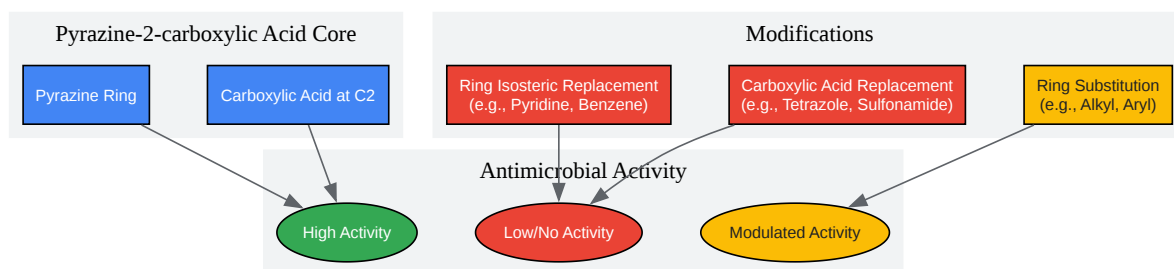 Pyrazine-2-carboxylic Acid Core
Modifications
Pyrazine Ring
Carboxylic Acid at C2
Ring Isosteric Replacement
(e.g., Pyridine, Benzene)
Carboxylic Acid Replacement
(e.g., Tetrazole, Sulfonamide)
Ring Substitution
(e.g., Alkyl, Aryl)
Antimicrobial Activity
High Activity
Low/No Activity
Modulated Activity